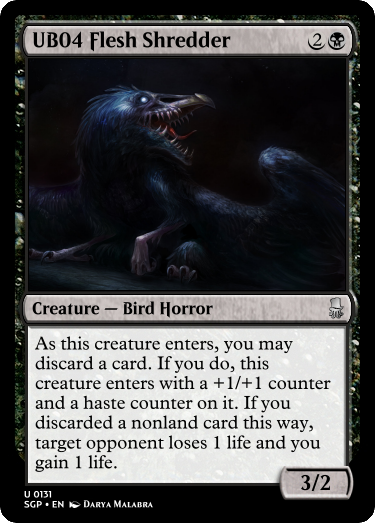 UB04 Flesh Shredder 2
Creature — Bird Horror
As this creature enters, you may
discard a card. If you do, this
creature enters with a +1/+1 counter
and a haste counter on it. If you
discarded a nonland card this way,
target opponent loses 1 life and you
gain 1 life.
3/2
U 0131
SGP • EN Darya Malabra